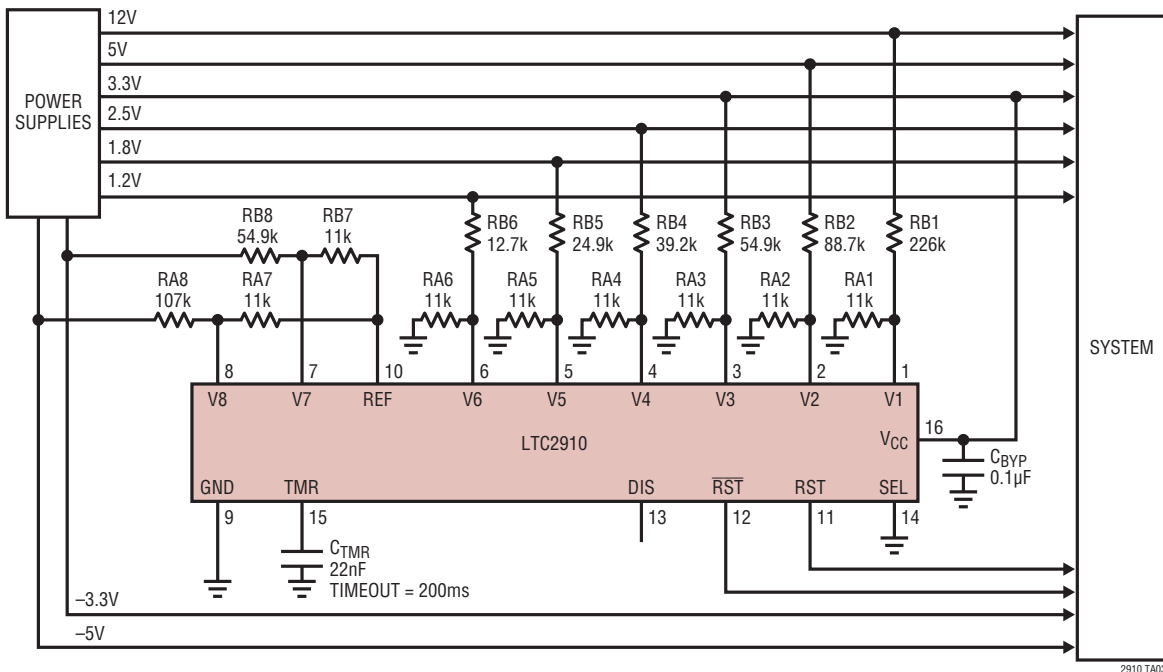 12V
5V
3.3V
2.5V
1.8V
1.2V
POWER
SUPPLIES
SYSTEM
RB8
54.9k
RB7
11k
RB6
12.7k
RB5
24.9k
RB4
39.2k
RB3
54.9k
RB2
88.7k
RB1
226k
RA8
107k
RA7
11k
RA6
11k
RA5
11k
RA4
11k
RA3
11k
RA2
11k
RA1
11k
8 7 10 6 5 4 3 2 1
V8 V7 REF V6 V5 V4 V3 V2 V1
LTC2910
VCC
16
CBYP
0.1µF
GND TMR DIS RST RST SEL
9 15 13 12 11 14
CTMR
22nF
TIMEOUT = 200ms
–3.3V
–5V
2910 TA03